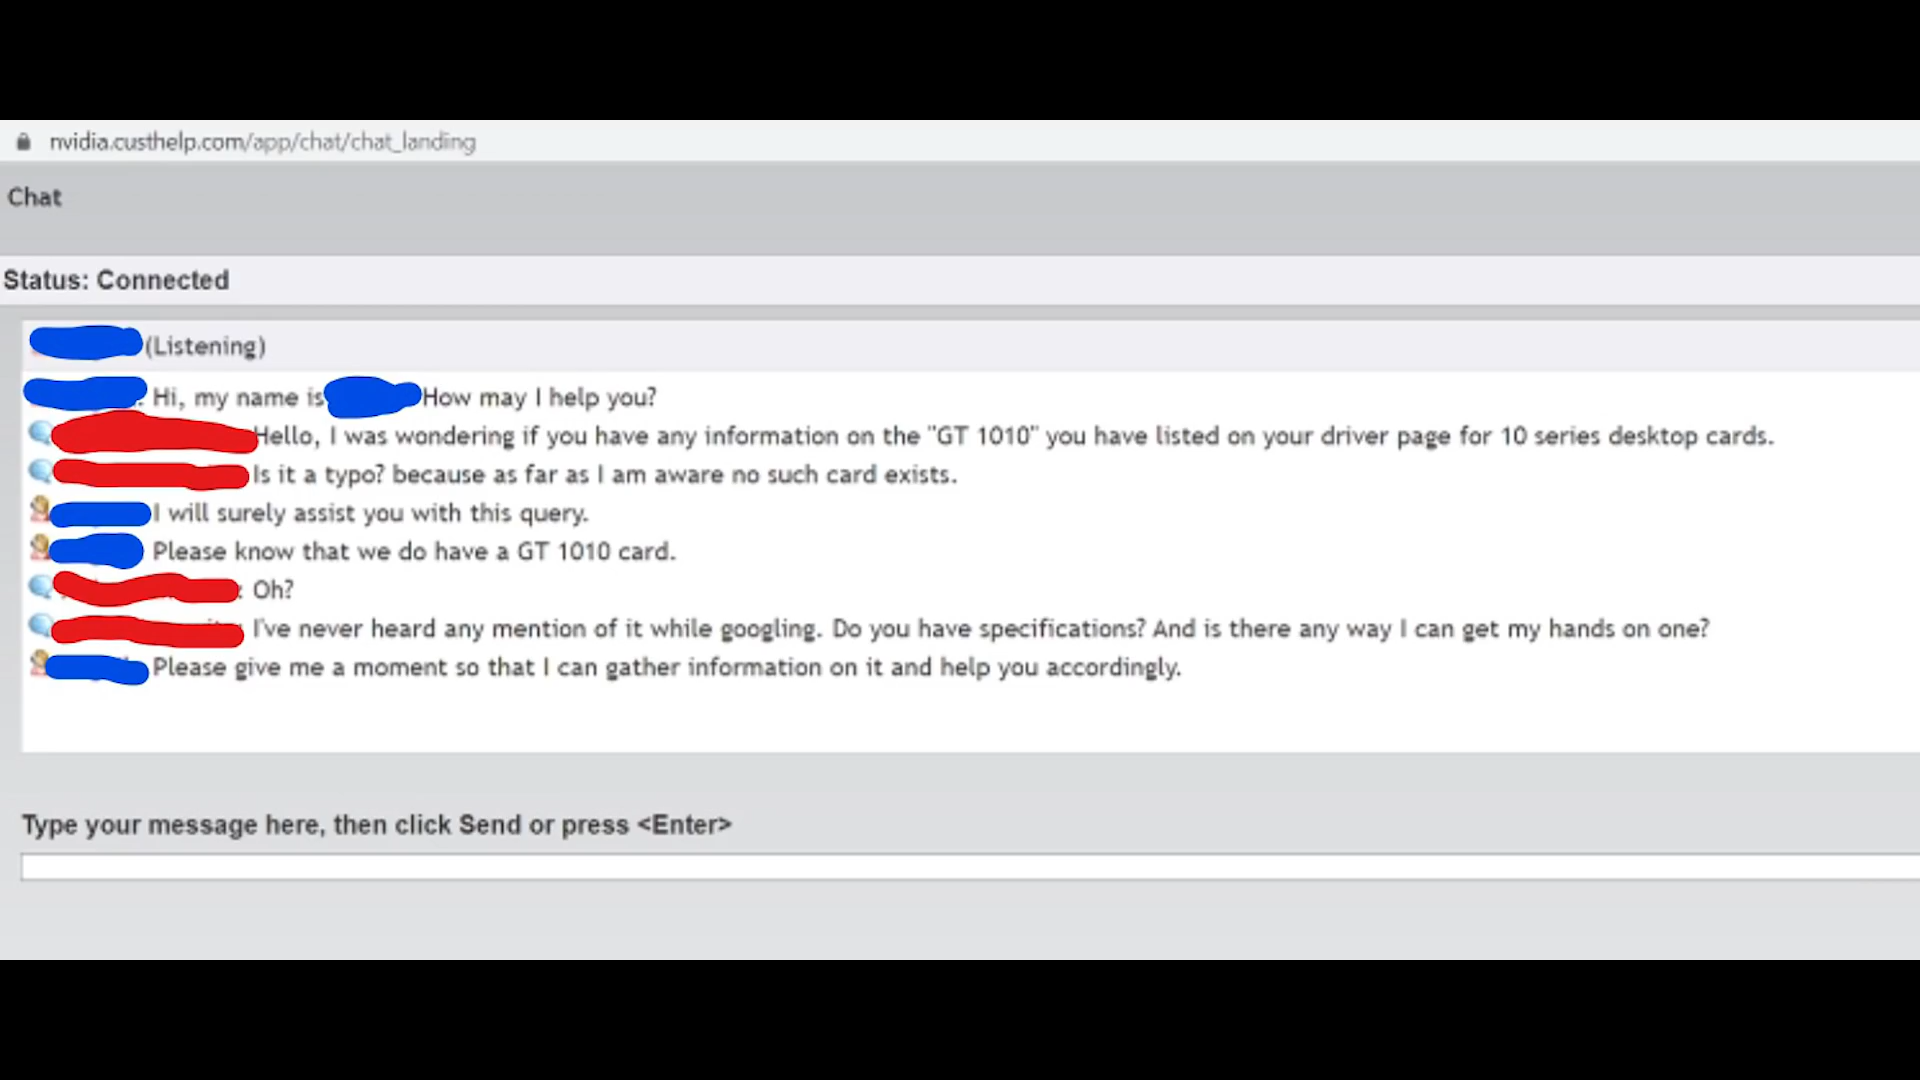 nvidia.custhelp.com/app/chat/chat_landing
Chat
Status: Connected
(Listening)
: Hi, my name is How may I help you?
Hello, I was wondering if you have any information on the "GT 1010" you have listed on your driver page for 10 series desktop cards.
Is it a typo? because as far as I am aware no such card exists.
I will surely assist you with this query.
Please know that we do have a GT 1010 card.
: Oh?
I've never heard any mention of it while googling. Do you have specifications? And is there any way I can get my hands on one?
Please give me a moment so that I can gather information on it and help you accordingly.
Type your message here, then click Send or press <Enter>